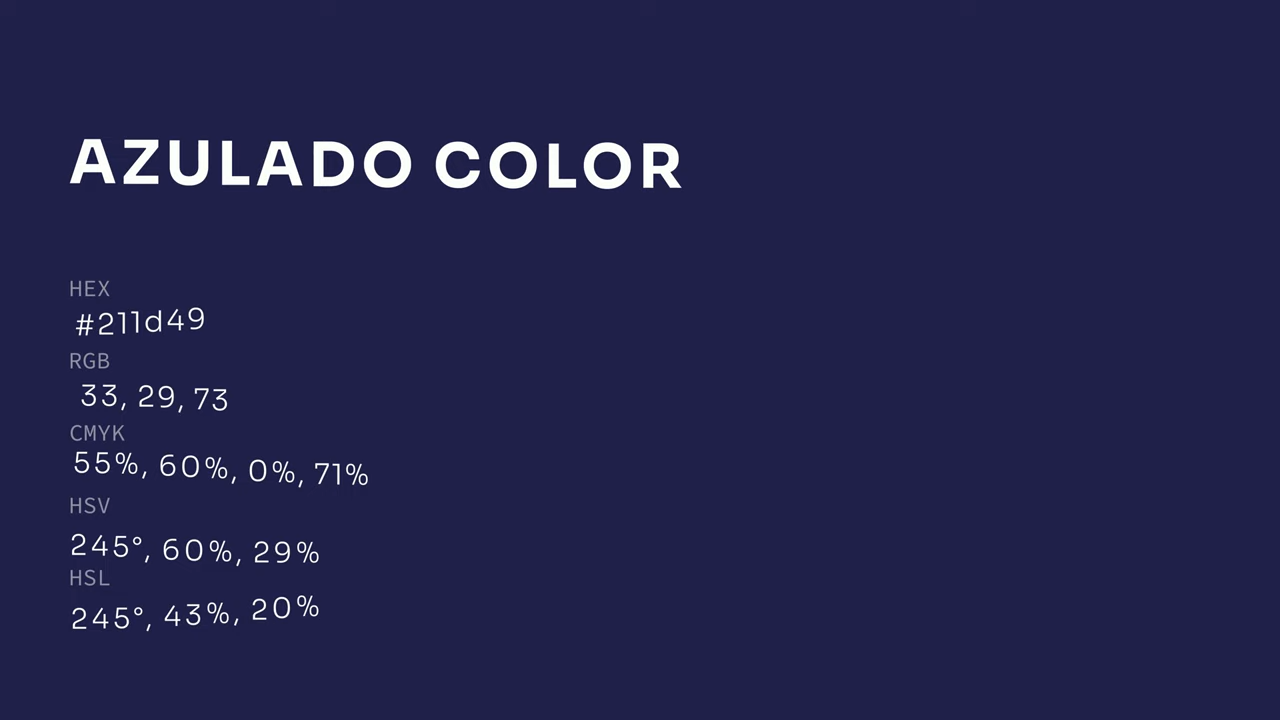 AZULADO COLOR
HEX
#211d49
RGB
33, 29, 73
CMYK
55%, 60%, 0%, 71%
HSV
245°, 60%, 29%
HSL
245°, 43%, 20%